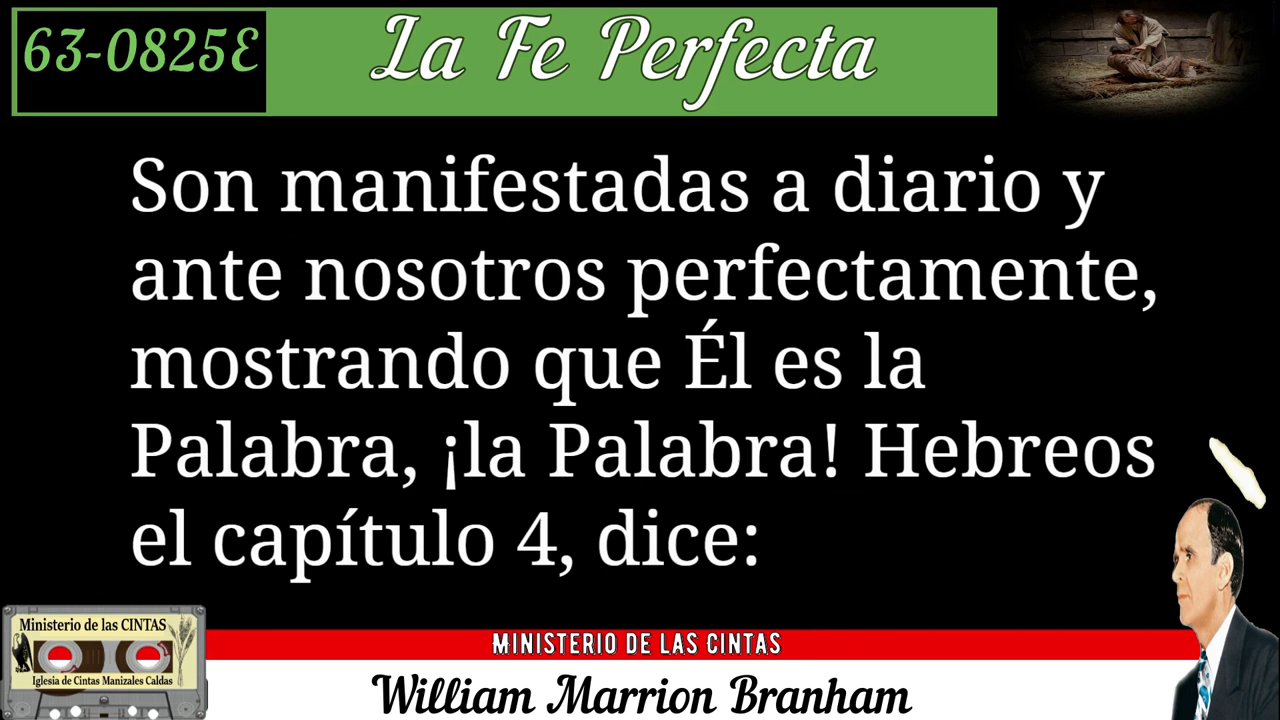 63-0825E
La Fe Perfecta
Son manifestadas a diario y
ante nosotros perfectamente,
mostrando que Él es la
Palabra, ¡la Palabra! Hebreos
el capítulo 4, dice:
Ministerio de las CINTAS
Iglesia de Cintas Manizales Caldas
MINISTERIO DE LAS CINTAS
William Marrion Branham